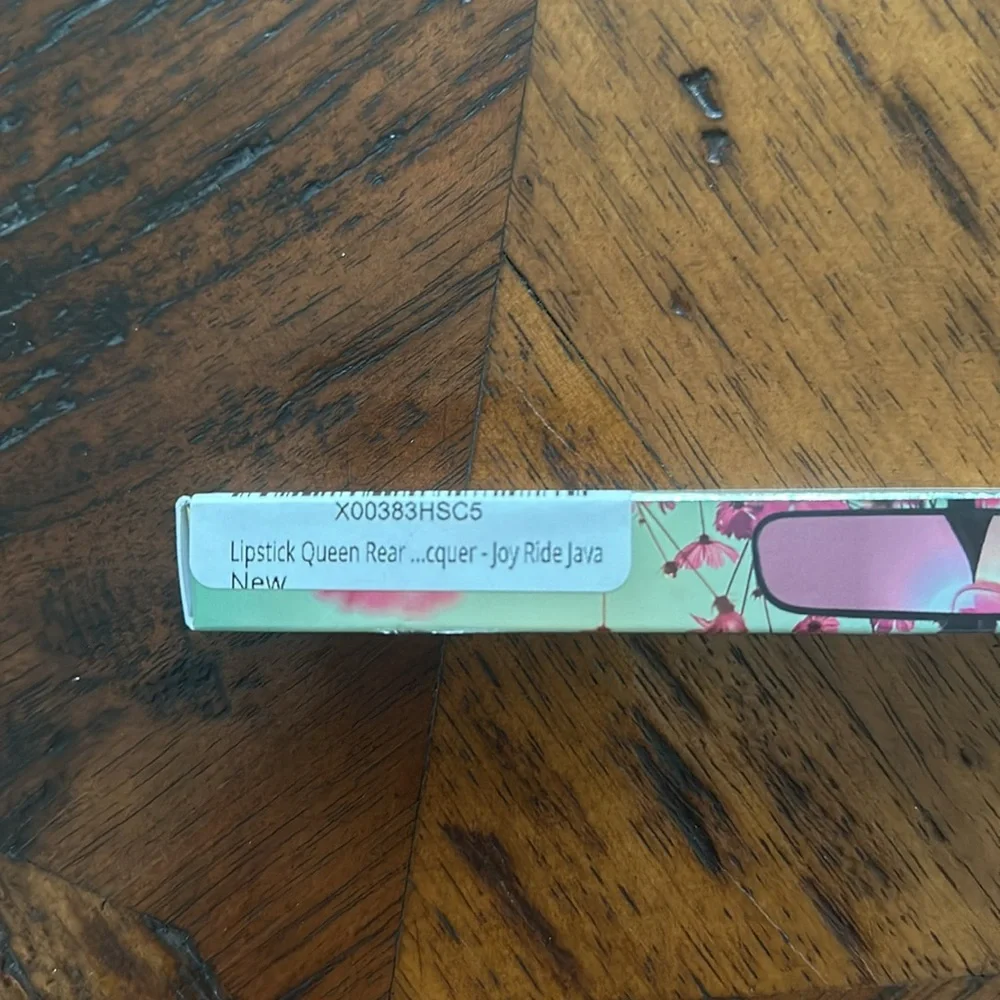 X00383HSC5
Lipstick Queen Rear ...cquer - Joy Ride Java
New